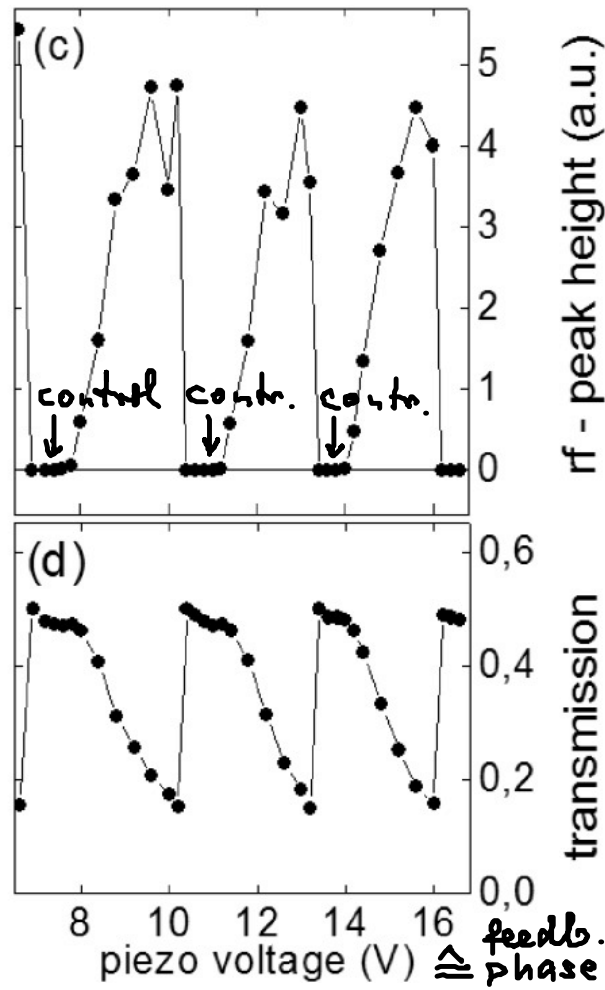 (c)
5
4
3
2
1
0
rf - peak height (a.u.)
control contr. contr.
(d)
0,6
0,4
0,2
0,0
transmission
8 10 12 14 16
piezo voltage (V) ≙ feedb.
phase